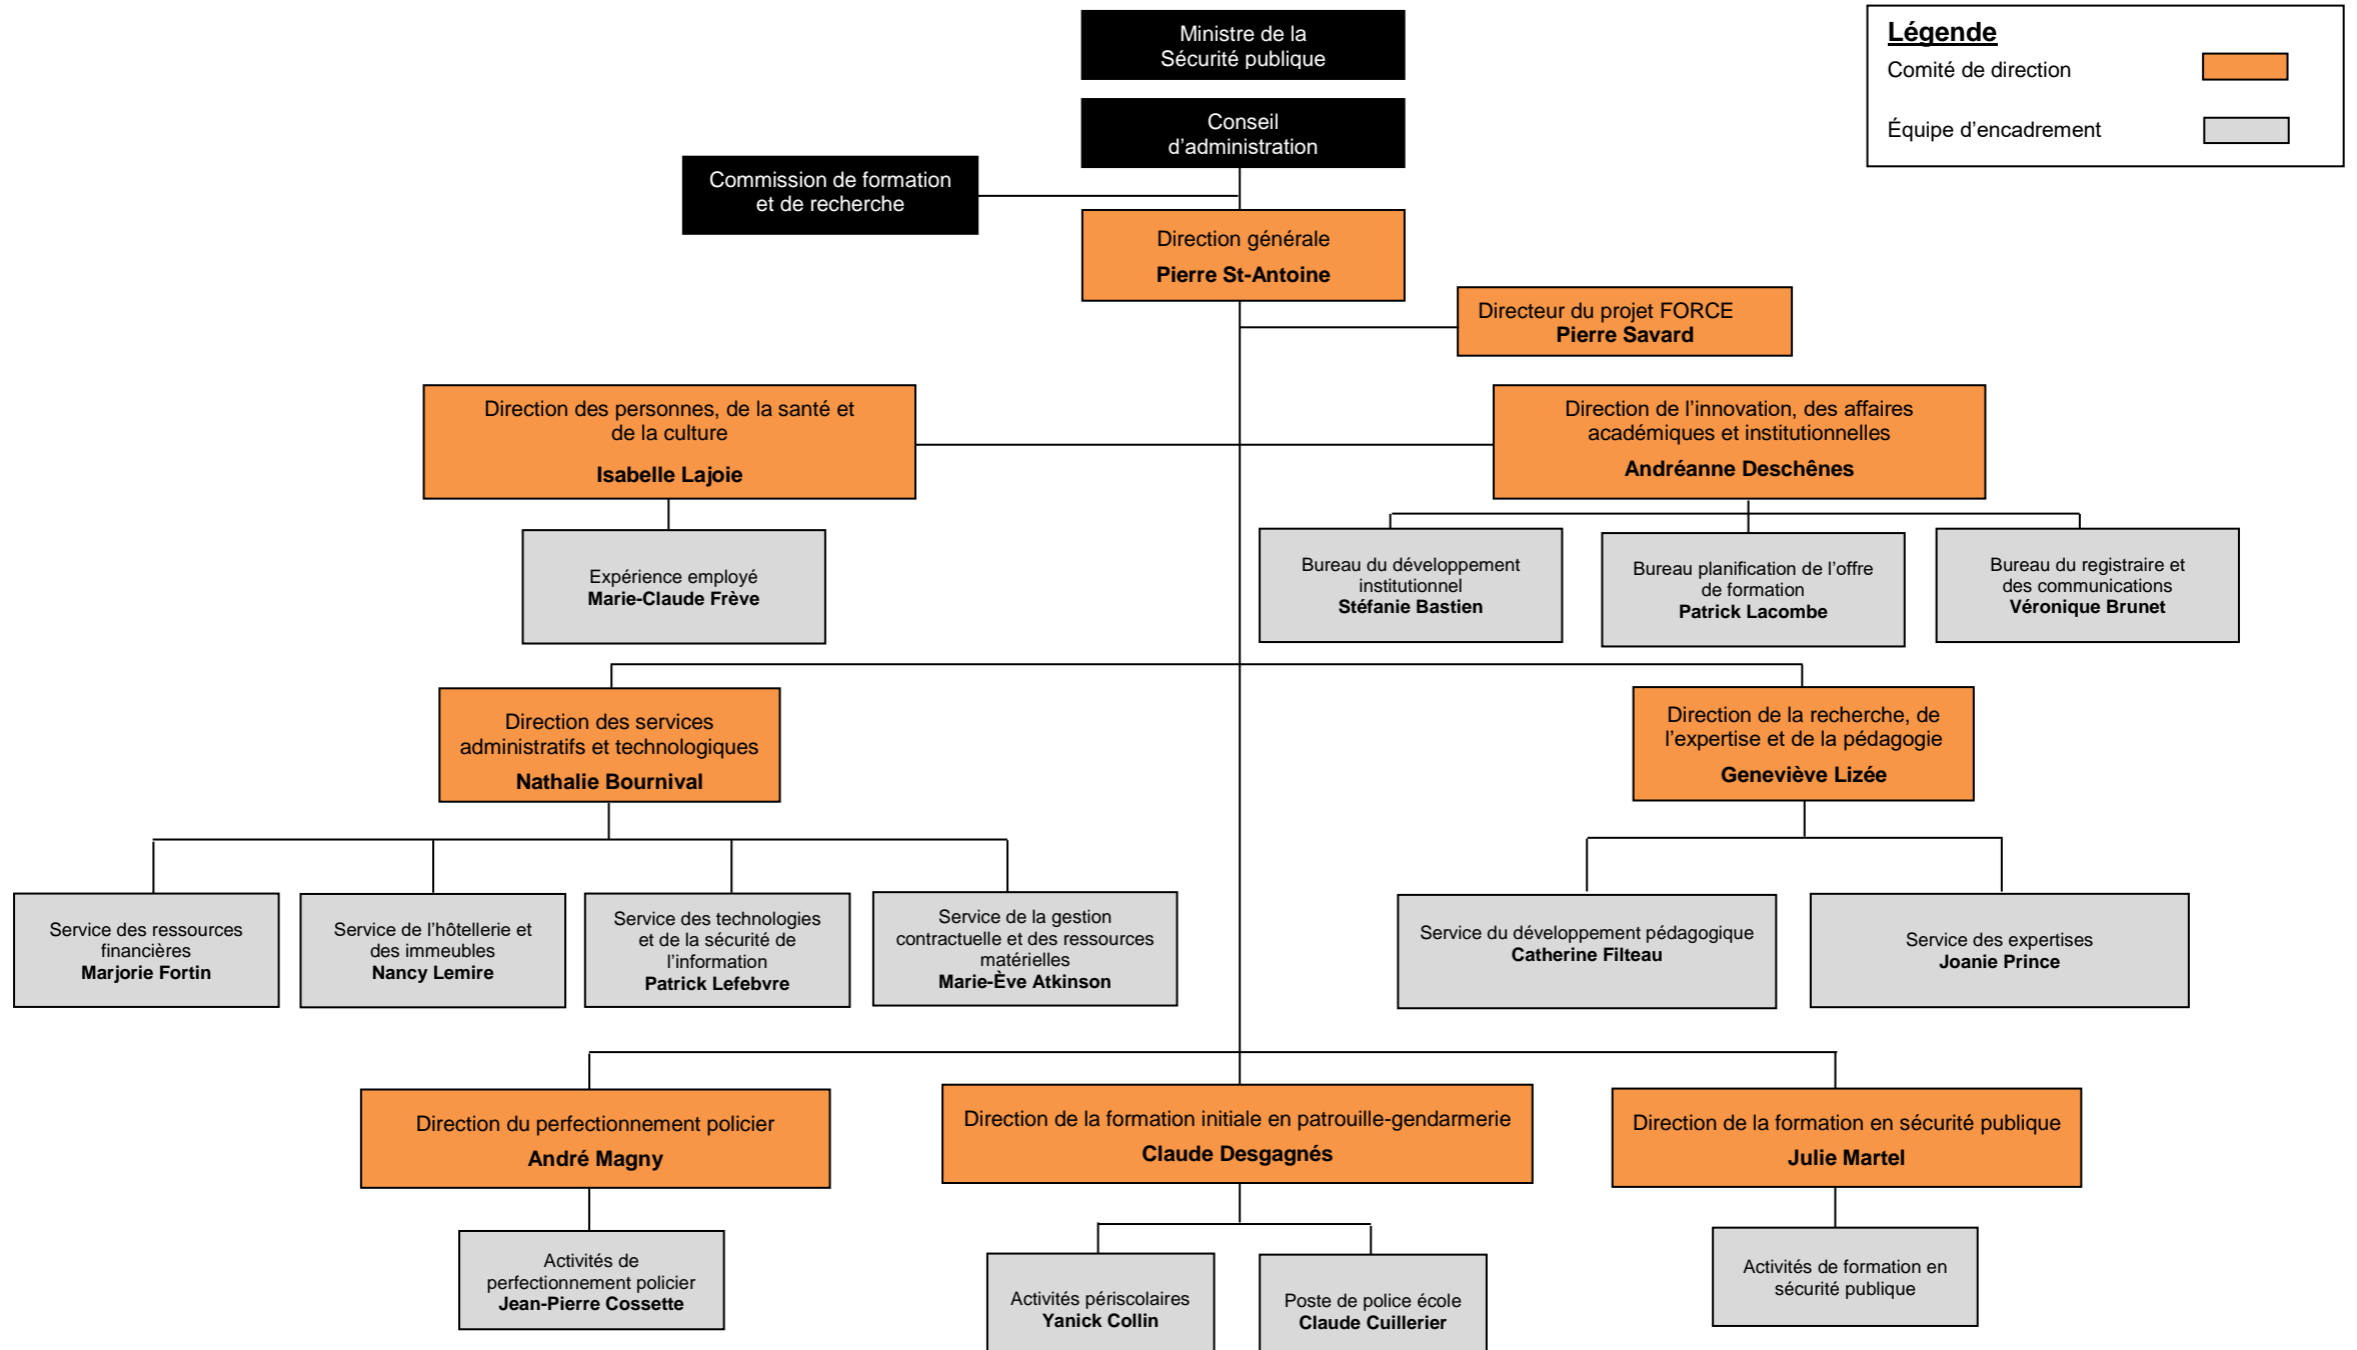 Ministre de la
Sécurité publique
Légende
Comité de direction
Équipe d’encadrement
Conseil
d’administration
Commission de formation
et de recherche
Direction générale
Pierre St-Antoine
Directeur du projet FORCE
Pierre Savard
Direction des personnes, de la santé et
de la culture
Isabelle Lajoie
Direction de l’innovation, des affaires
académiques et institutionnelles
Andréanne Deschênes
Expérience employé
Marie-Claude Frève
Bureau du développement
institutionnel
Stéfanie Bastien
Bureau planification de l’offre
de formation
Patrick Lacombe
Bureau du registraire et
des communications
Véronique Brunet
Direction des services
administratifs et technologiques
Nathalie Bournival
Direction de la recherche, de
l’expertise et de la pédagogie
Geneviève Lizée
Service des ressources
financières
Marjorie Fortin
Service de l’hôtellerie et
des immeubles
Nancy Lemire
Service des technologies
et de la sécurité de
l’information
Patrick Lefebvre
Service de la gestion
contractuelle et des ressources
matérielles
Marie-Ève Atkinson
Service du développement pédagogique
Catherine Filteau
Service des expertises
Joanie Prince
Direction du perfectionnement policier
André Magny
Direction de la formation initiale en patrouille-gendarmerie
Claude Desgagnés
Direction de la formation en sécurité publique
Julie Martel
Activités de
perfectionnement policier
Jean-Pierre Cossette
Activités périscolaires
Yanick Collin
Poste de police école
Claude Cuillerier
Activités de formation en
sécurité publique